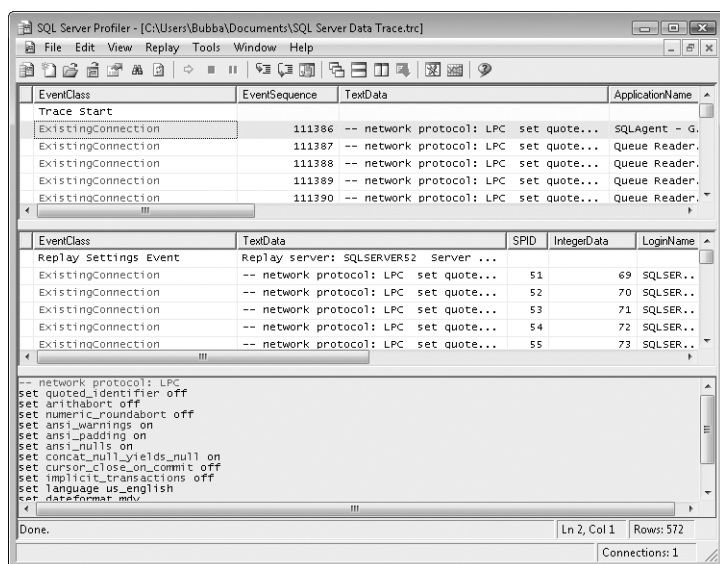 SQL Server Profiler - [C:\Users\Bubba\Documents\SQL Server Data Trace.trc]
File Edit View Replay Tools Window Help
EventClass EventSequence TextData ApplicationName
Trace Start
ExistingConnection 111386 -- network protocol: LPC set quote... SQLAgent - G.
ExistingConnection 111387 -- network protocol: LPC set quote... Queue Reader.
ExistingConnection 111388 -- network protocol: LPC set quote... Queue Reader.
ExistingConnection 111389 -- network protocol: LPC set quote... Queue Reader.
ExistingConnection 111390 -- network protocol: LPC set quote... Queue Reader.
EventClass TextData SPID IntegerData LoginName
Replay Settings Event Replay server: SQLSERVER52 Server ...
ExistingConnection -- network protocol: LPC set quote... 51 69 SQLSER..
ExistingConnection -- network protocol: LPC set quote... 52 70 SQLSER..
ExistingConnection -- network protocol: LPC set quote... 53 71 SQLSER..
ExistingConnection -- network protocol: LPC set quote... 54 72 SQLSER..
ExistingConnection -- network protocol: LPC set quote... 55 73 SQLSER..
-- network protocol: LPC
set quoted_identifier off
set arithabort off
set numeric_roundabort off
set ansi_warnings on
set ansi_padding on
set ansi_nulls on
set concat_null_yields_null on
set cursor_close_on_commit off
set implicit_transactions off
set language us_english
set dateformat mdy
Done. Ln 2, Col 1 Rows: 572
Connections: 1